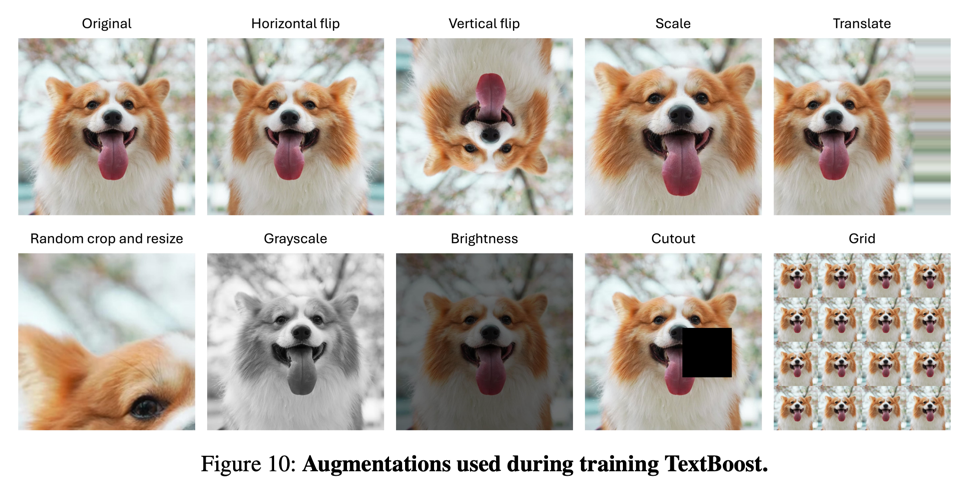 Original
Horizontal flip
Vertical flip
Scale
Translate
Random crop and resize
Grayscale
Brightness
Cutout
Grid
Figure 10: Augmentations used during training TextBoost.